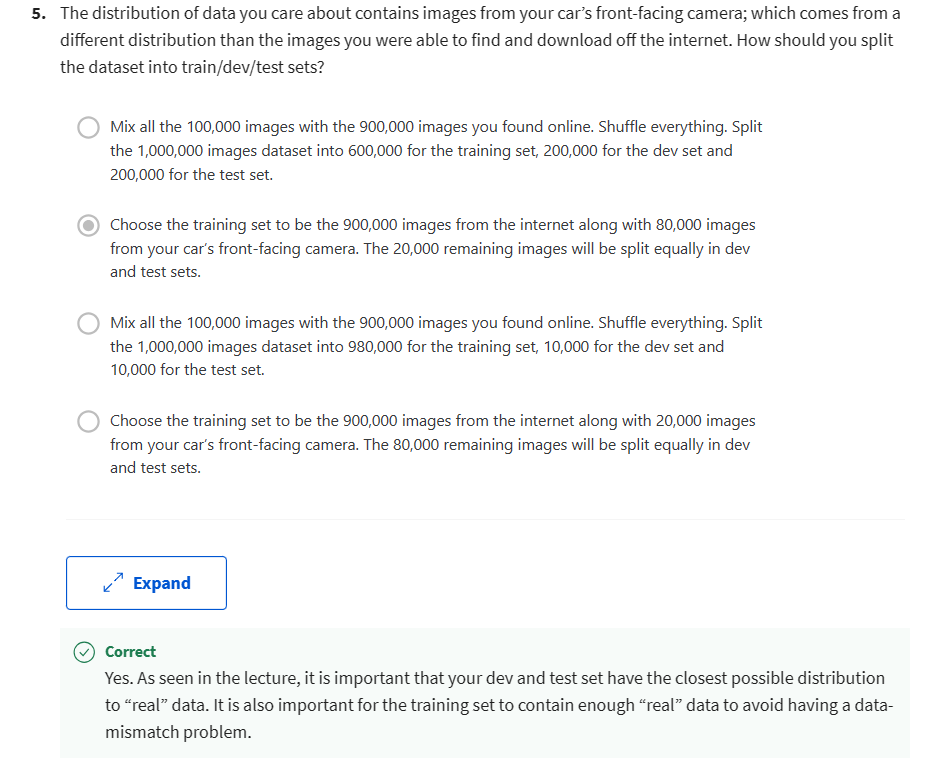 5. The distribution of data you care about contains images from your car’s front-facing camera; which comes from a
different distribution than the images you were able to find and download off the internet. How should you split
the dataset into train/dev/test sets?
Mix all the 100,000 images with the 900,000 images you found online. Shuffle everything. Split
the 1,000,000 images dataset into 600,000 for the training set, 200,000 for the dev set and
200,000 for the test set.
Choose the training set to be the 900,000 images from the internet along with 80,000 images
from your car’s front-facing camera. The 20,000 remaining images will be split equally in dev
and test sets.
Mix all the 100,000 images with the 900,000 images you found online. Shuffle everything. Split
the 1,000,000 images dataset into 980,000 for the training set, 10,000 for the dev set and
10,000 for the test set.
Choose the training set to be the 900,000 images from the internet along with 20,000 images
from your car’s front-facing camera. The 80,000 remaining images will be split equally in dev
and test sets.
Expand
Correct
Yes. As seen in the lecture, it is important that your dev and test set have the closest possible distribution
to “real” data. It is also important for the training set to contain enough “real” data to avoid having a data-
mismatch problem.